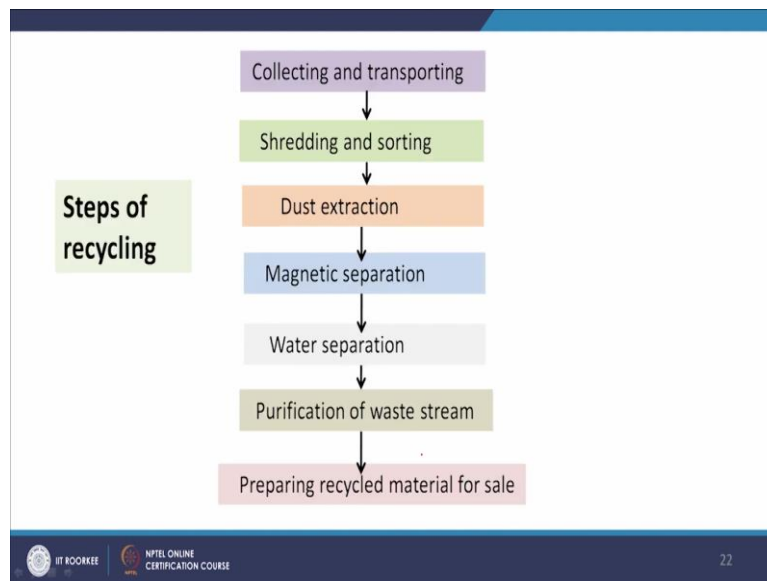 Collecting and transporting
Shredding and sorting
Steps of
recycling
Dust extraction
Magnetic separation
Water separation
Purification of waste stream
Preparing recycled material for sale
IIT ROORKEE
NPTEL ONLINE
CERTIFICATION COURSE
22